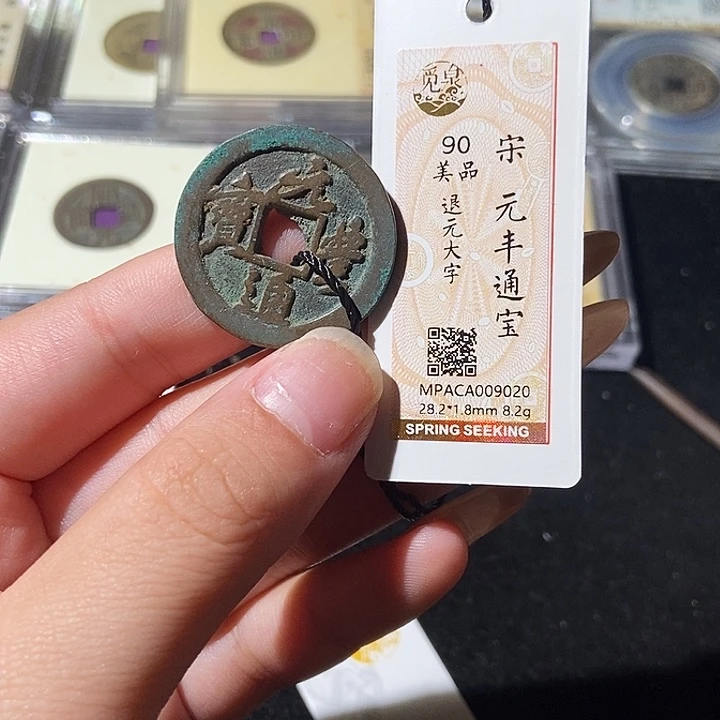 元豐通寶
觅泉
宋 元丰通宝
90
美品
退元大字
MPACA009020
28.2*1.8mm 8.2g
SPRING SEEKING